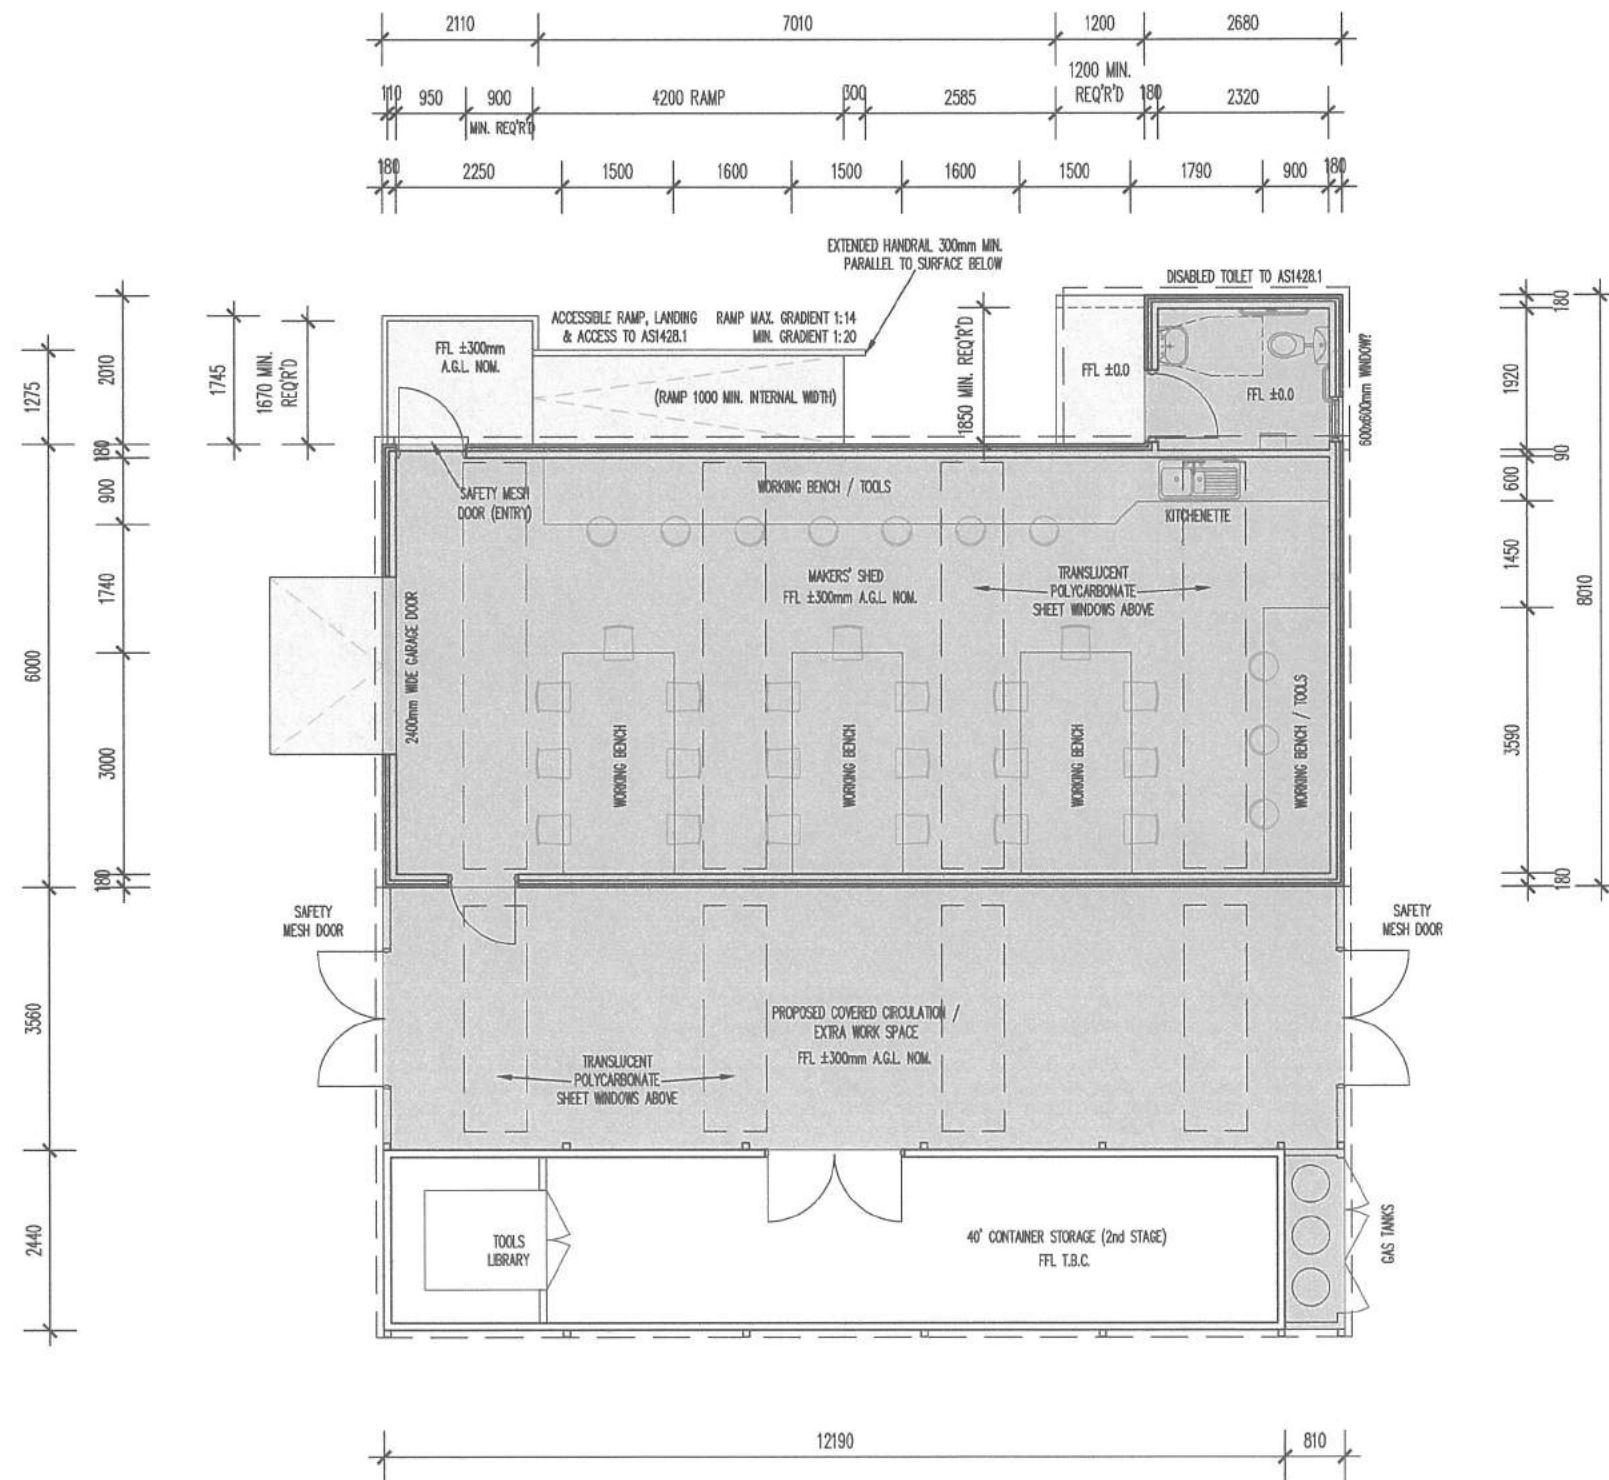 2110
7010
1200
2680
1200 MIN.
REQ'R'D
110
950
900
4200 RAMP
300
2585
180
2320
MIN. REQ'R'D
180
2250
1500
1600
1500
1600
1500
1790
900
180
EXTENDED HANDRAIL 300mm MIN.
PARALLEL TO SURFACE BELOW
DISABLED TOILET TO AS1428.1
ACCESSIBLE RAMP, LANDING
& ACCESS TO AS1428.1
RAMP MAX. GRADIENT 1:14
MIN. GRADIENT 1:20
FFL ±300mm
A.G.L. NOM.
(RAMP 1000 MIN. INTERNAL WIDTH)
1850 MIN. REQ'R'D
FFL ±0.0
FFL ±0.0
600x600mm WINDOW?
1275
2010
1745
1670 MIN.
REQ'R'D
180
900
1740
6000
3000
180
3560
2440
180
1920
90
600
1450
8010
3590
180
SAFETY MESH
DOOR (ENTRY)
WORKING BENCH / TOOLS
KITCHENETTE
MAKERS' SHED
FFL ±300mm A.G.L. NOM.
TRANSLUCENT
POLYCARBONATE
SHEET WINDOWS ABOVE
2400mm WIDE GARAGE DOOR
WORKING BENCH
WORKING BENCH
WORKING BENCH
WORKING BENCH / TOOLS
SAFETY
MESH DOOR
SAFETY
MESH DOOR
PROPOSED COVERED CIRCULATION /
EXTRA WORK SPACE
FFL ±300mm A.G.L. NOM.
TRANSLUCENT
POLYCARBONATE
SHEET WINDOWS ABOVE
TOOLS
LIBRARY
40' CONTAINER STORAGE (2nd STAGE)
FFL T.B.C.
GAS TANKS
12190
810